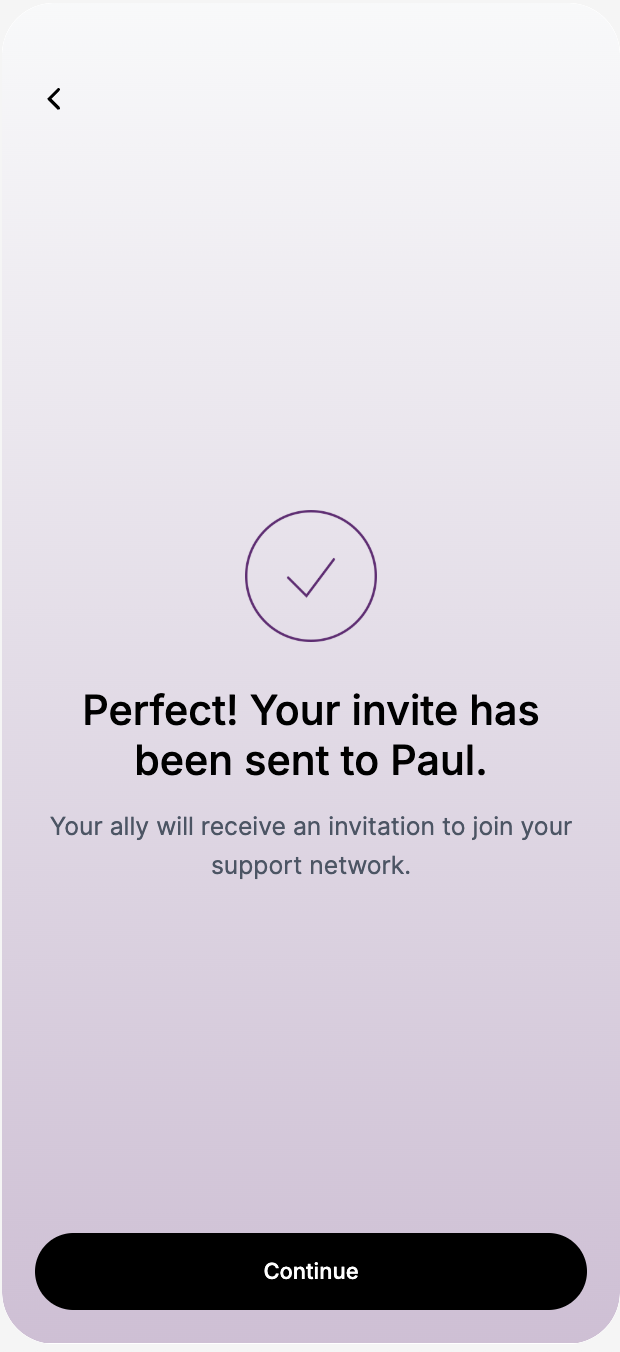 Perfect! Your invite has
been sent to Paul.
Your ally will receive an invitation to join your
support network.
Continue